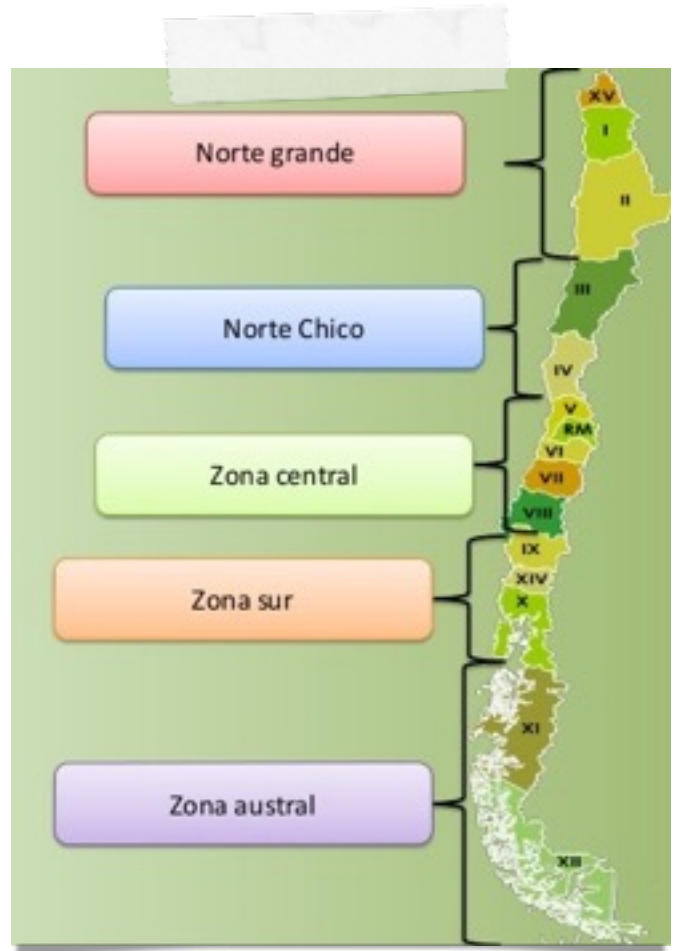 Norte grande
Norte Chico
Zona central
Zona sur
Zona austral
XV
I
II
III
IV
V
RM
VI
VII
VIII
IX
XIV
X
XI
XII